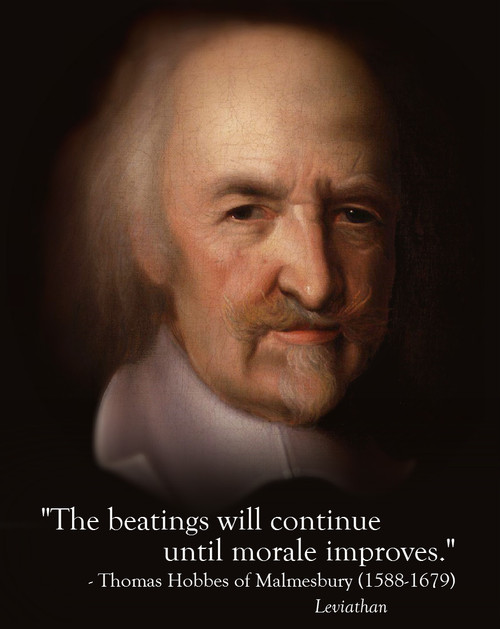 "The beatings will continue
until morale improves."
- Thomas Hobbes of Malmesbury (1588-1679)
Leviathan